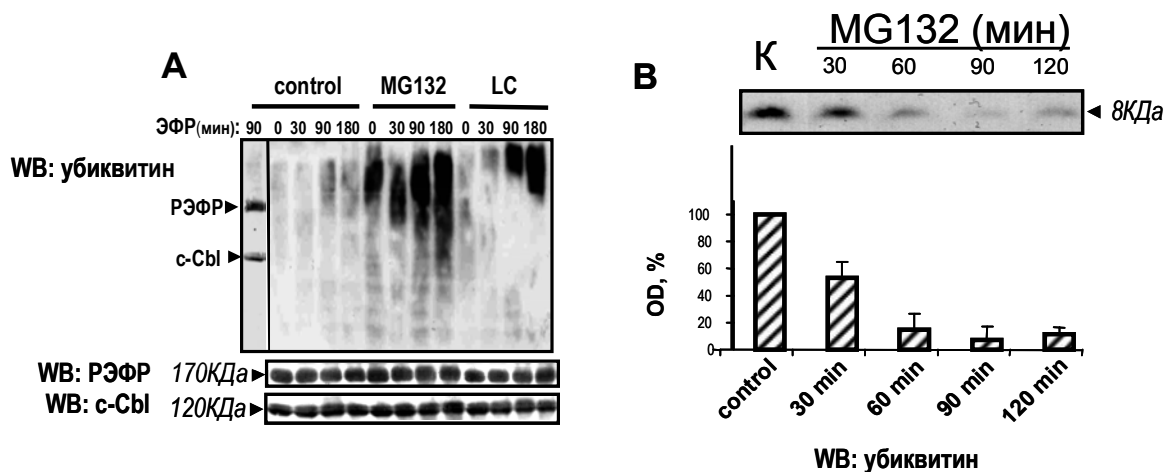 A
control MG132 LC
ЭФР(мин): 90 0 30 90 180 0 30 90 180 0 30 90 180
WB: убиквитин
РЭФР
c-Cbl
WB: РЭФР 170КДа
WB: c-Cbl 120КДа
B
К MG132 (мин)
30 60 90 120
8КДа
OD, %
100
80
60
40
20
0
control 30 min 60 min 90 min 120 min
WB: убиквитин